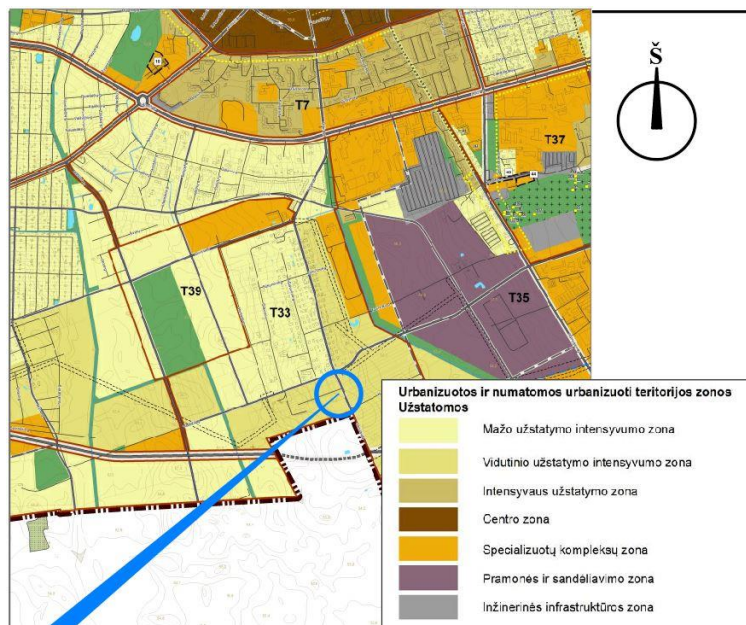 Š
T7
T37
T39
T33
T35
Urbanizuotos ir numatomos urbanizuoti teritorijos zonos
Užstatomos
Mažo užstatymo intensyvumo zona
Vidutinio užstatymo intensyvumo zona
Intensyvaus užstatymo zona
Centro zona
Specializuotų kompleksų zona
Pramonės ir sandėliavimo zona
Inžinerinės infrastruktūros zona